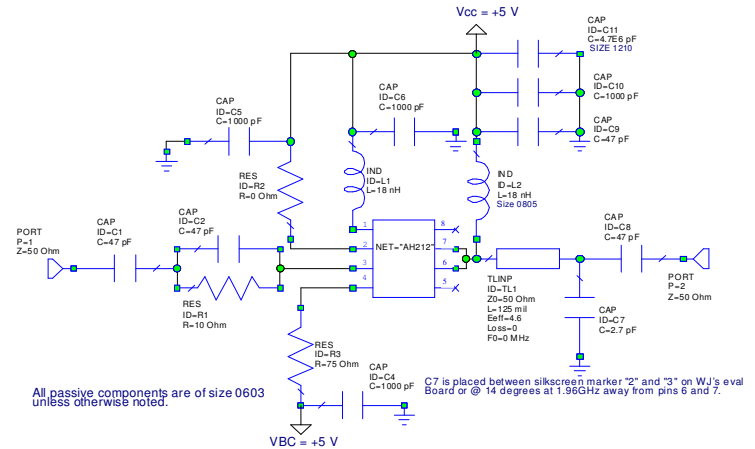 Vcc = +5 V
CAP
ID=C11
C=4.7E6 pF
SIZE 1210
CAP
ID=C10
C=1000 pF
CAP
ID=C9
C=47 pF
CAP
ID=C5
C=1000 pF
CAP
ID=C6
C=1000 pF
RES
ID=R2
R=0 Ohm
IND
ID=L1
L=18 nH
IND
ID=L2
L=18 nH
Size 0805
PORT
P=1
Z=50 Ohm
CAP
ID=C1
C=47 pF
CAP
ID=C2
C=47 pF
RES
ID=R1
R=10 Ohm
1
2
3
4
NET="AH212"
8
7
6
5
TLINP
ID=TL1
Z0=50 Ohm
L=125 mil
Eeff=4.6
Loss=0
F0=0 MHz
CAP
ID=C8
C=47 pF
PORT
P=2
Z=50 Ohm
CAP
ID=C7
C=2.7 pF
RES
ID=R3
R=75 Ohm
CAP
ID=C4
C=1000 pF
VBC = +5 V
All passive components are of size 0603
unless otherwise noted.
C7 is placed between silkscreen marker "2" and "3" on WJ's eval
Board or @ 14 degrees at 1.96GHz away from pins 6 and 7.